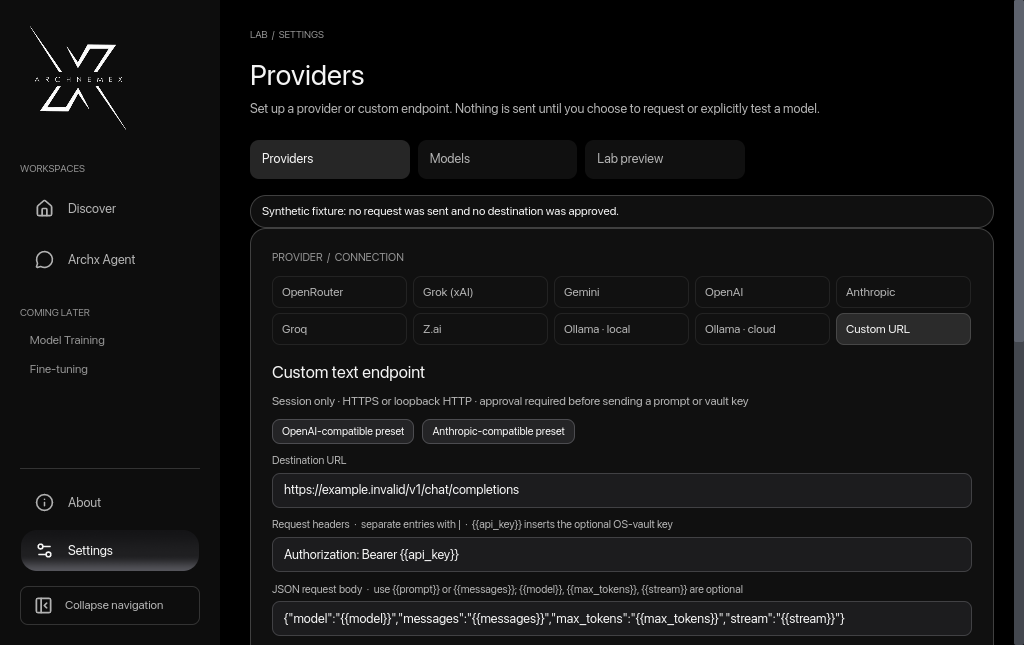 ARCHNEMEX
WORKSPACES
Discover
Archx Agent
COMING LATER
Model Training
Fine-tuning
About
Settings
Collapse navigation
LAB / SETTINGS
Providers
Set up a provider or custom endpoint. Nothing is sent until you choose to request or explicitly test a model.
Providers
Models
Lab preview
Synthetic fixture: no request was sent and no destination was approved.
PROVIDER / CONNECTION
OpenRouter
Grok (xAI)
Gemini
OpenAI
Anthropic
Groq
Z.ai
Ollama · local
Ollama · cloud
Custom URL
Custom text endpoint
Session only · HTTPS or loopback HTTP · approval required before sending a prompt or vault key
OpenAI-compatible preset
Anthropic-compatible preset
Destination URL
https://example.invalid/v1/chat/completions
Request headers · separate entries with | · {{api_key}} inserts the optional OS-vault key
Authorization: Bearer {{api_key}}
JSON request body · use {{prompt}} or {{messages}}; {{model}}, {{max_tokens}}, {{stream}} are optional
{"model":"{{model}}","messages":"{{messages}}","max_tokens":"{{max_tokens}}","stream":"{{stream}}"}